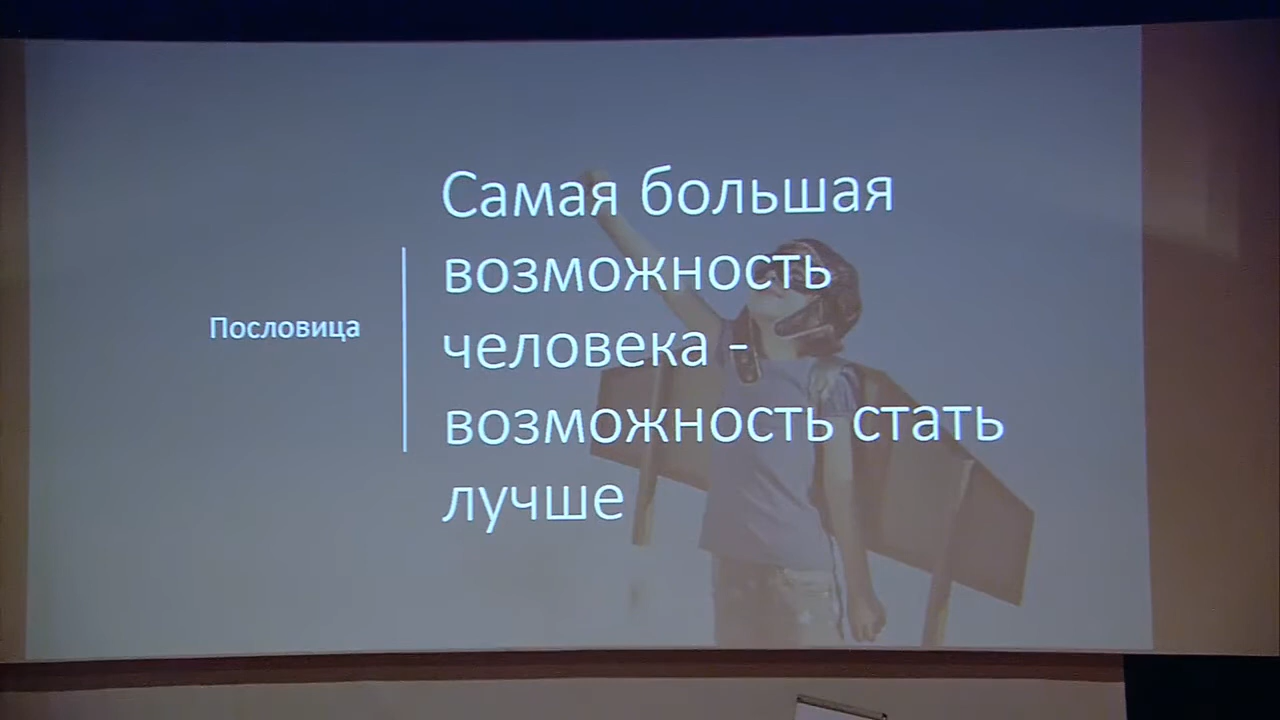 Пословица
Самая большая
возможность
человека -
возможность стать
лучше